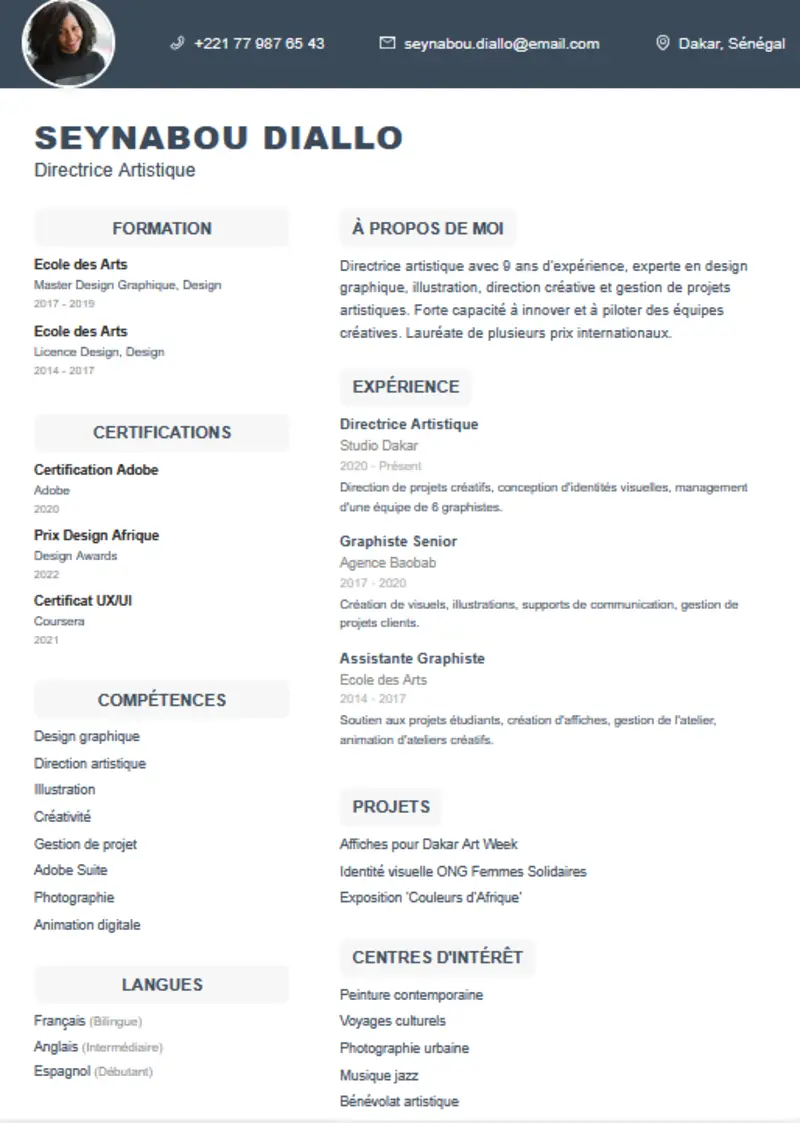 +221 77 987 65 43
seynabou.diallo@email.com
Dakar, Sénégal
SEYNABOU DIALLO
Directrice Artistique
FORMATION
Ecole des Arts
Master Design Graphique, Design
2017 - 2019
Ecole des Arts
Licence Design, Design
2014 - 2017
CERTIFICATIONS
Certification Adobe
Adobe
2020
Prix Design Afrique
Design Awards
2022
Certificat UX/UI
Coursera
2021
COMPÉTENCES
Design graphique
Direction artistique
Illustration
Créativité
Gestion de projet
Adobe Suite
Photographie
Animation digitale
LANGUES
Français (Bilingue)
Anglais (Intermédiaire)
Espagnol (Débutant)
À PROPOS DE MOI
Directrice artistique avec 9 ans d'expérience, experte en design
graphique, illustration, direction créative et gestion de projets
artistiques. Forte capacité à innover et à piloter des équipes
créatives. Lauréate de plusieurs prix internationaux.
EXPÉRIENCE
Directrice Artistique
Studio Dakar
2020 - Présent
Direction de projets créatifs, conception d'identités visuelles, management
d'une équipe de 6 graphistes.
Graphiste Senior
Agence Baobab
2017 - 2020
Création de visuels, illustrations, supports de communication, gestion de
projets clients.
Assistante Graphiste
Ecole des Arts
2014 - 2017
Soutien aux projets étudiants, création d'affiches, gestion de l'atelier,
animation d'ateliers créatifs.
PROJETS
Affiches pour Dakar Art Week
Identité visuelle ONG Femmes Solidaires
Exposition 'Couleurs d'Afrique'
CENTRES D'INTÉRÊT
Peinture contemporaine
Voyages culturels
Photographie urbaine
Musique jazz
Bénévolat artistique